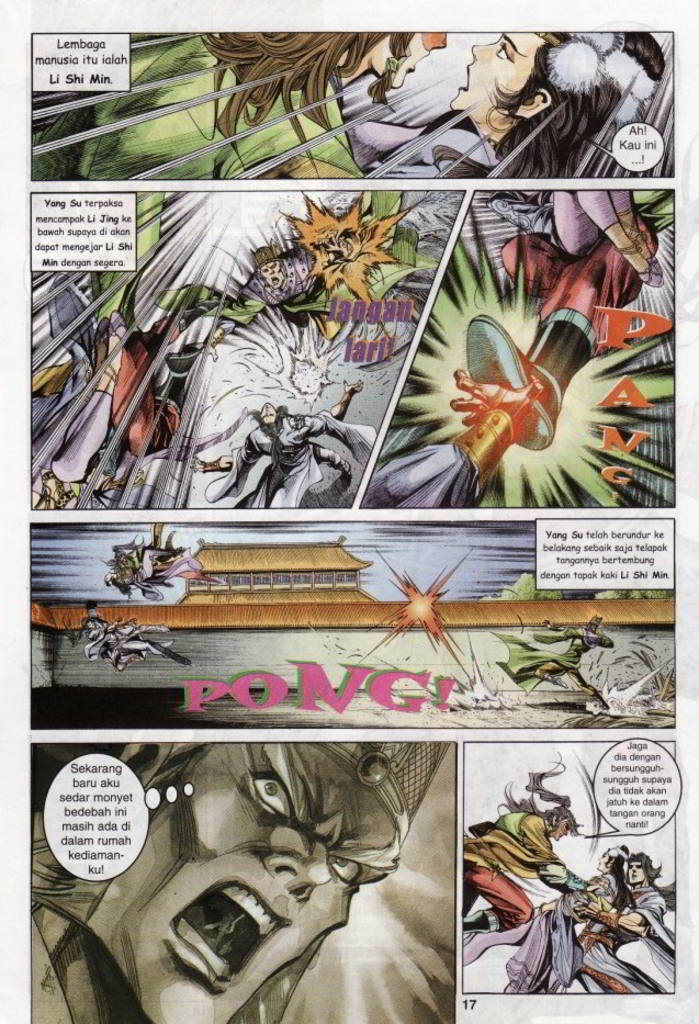 Lembaga
manusia itu ialah
Li Shi Min.
Ah!
Kau ini
...!
Yang Su terpaksa
mencampak Li Jing ke
bawah supaya di akan
dapat mengejar Li Shi
Min dengan segera.
Jangan
lari!
PANG!
Yang Su telah berundur ke
belakang sebaik saja telapak
tangannya bertembung
dengan tapak kaki Li Shi Min.
PONG!
Sekarang
baru aku
sedar monyet
bedebah ini
masih ada di
dalam rumah
kediaman-
ku!
Jaga
dia dengan
bersungguh-
sungguh supaya
dia tidak akan
jatuh ke dalam
tangan orang
nanti!
17